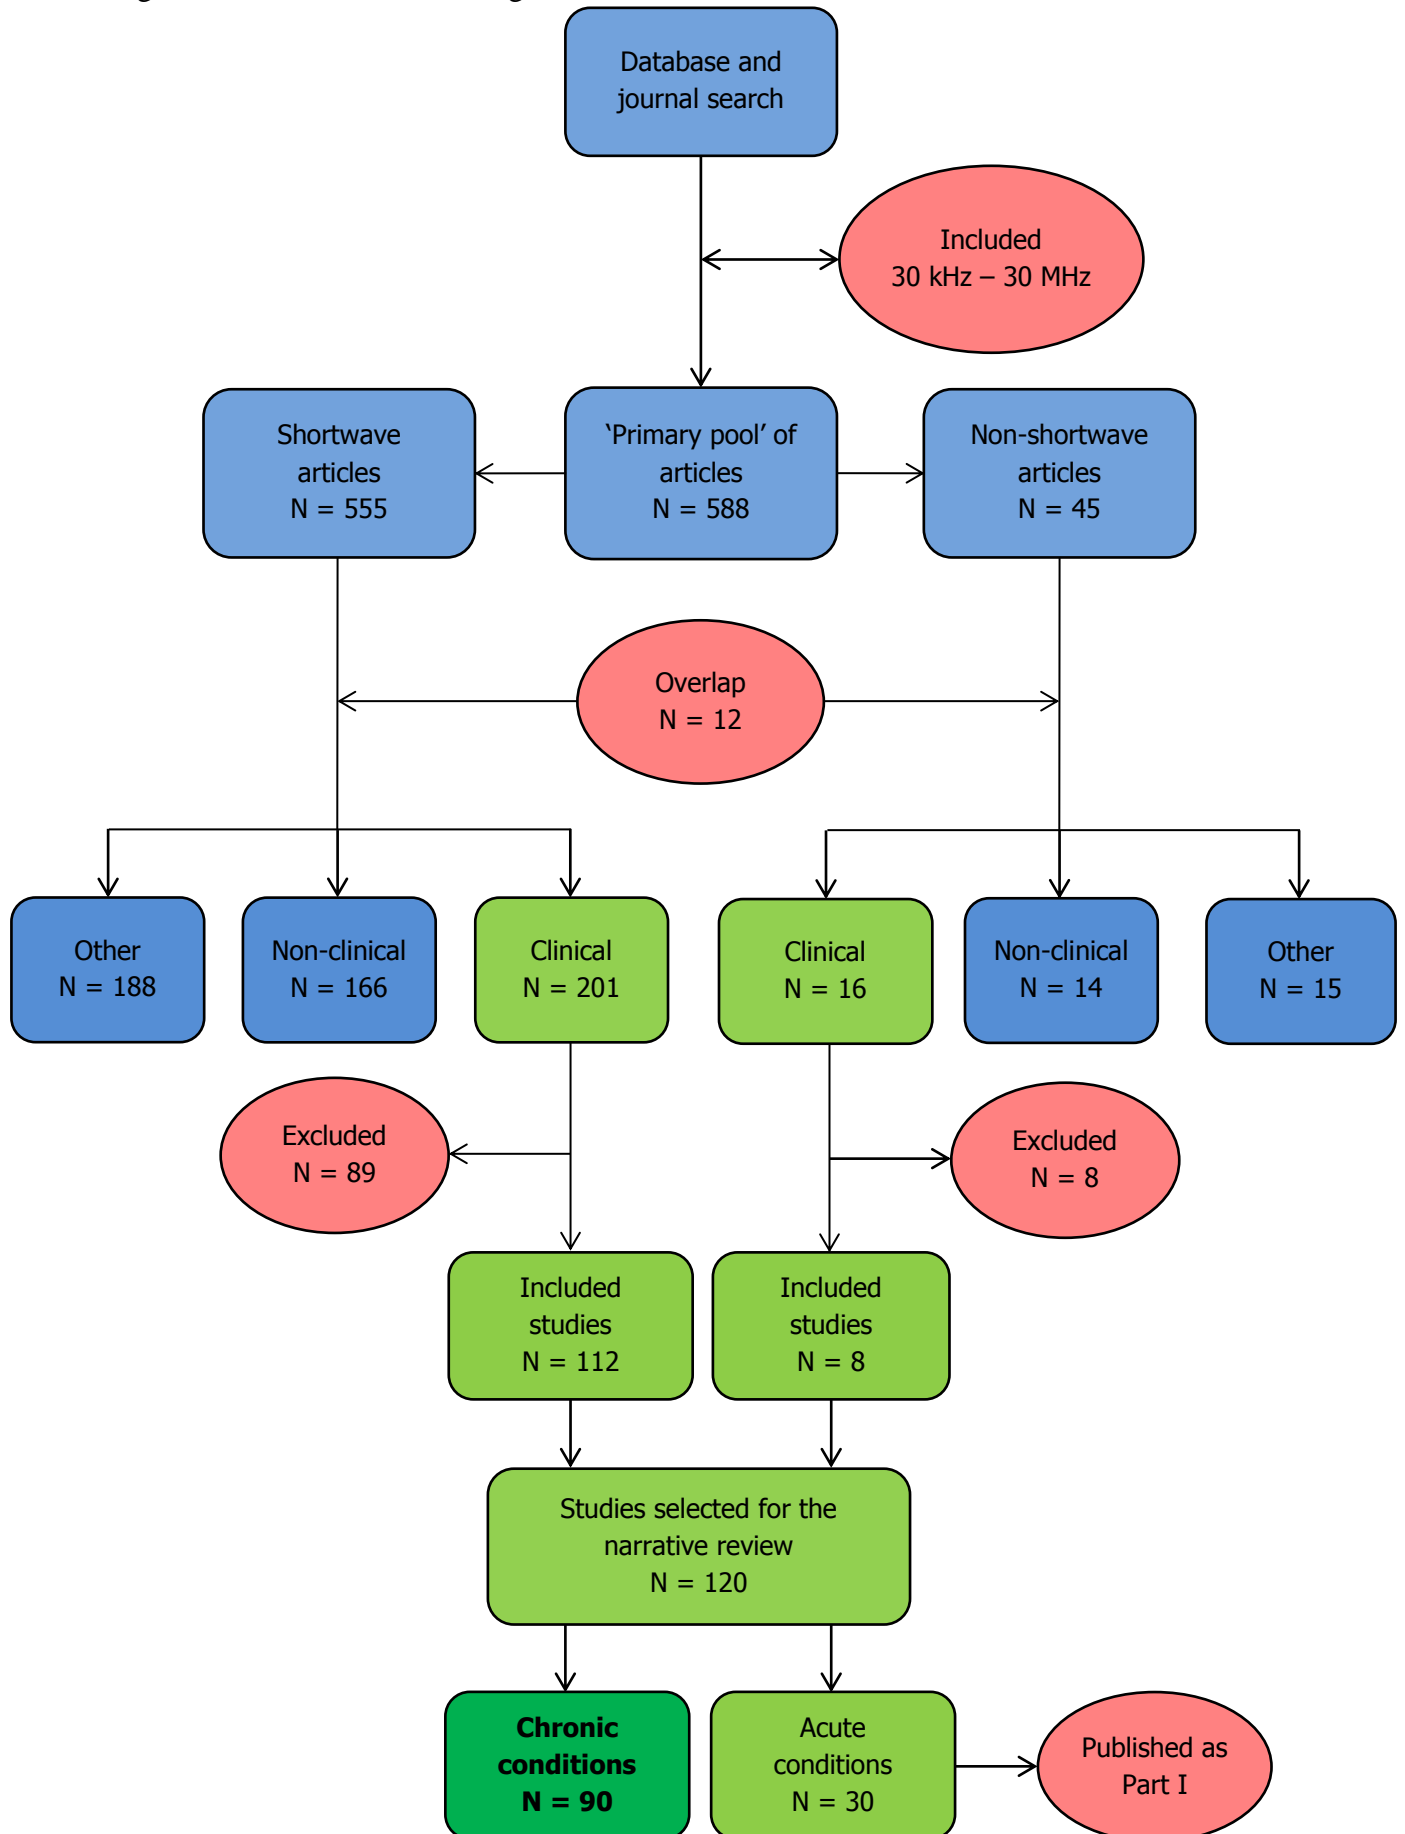 Database and
journal search
Included
30 kHz – 30 MHz
Shortwave
articles
N = 555
‘Primary pool’ of
articles
N = 588
Non-shortwave
articles
N = 45
Overlap
N = 12
Other
N = 188
Non-clinical
N = 166
Clinical
N = 201
Clinical
N = 16
Non-clinical
N = 14
Other
N = 15
Excluded
N = 89
Excluded
N = 8
Included
studies
N = 112
Included
studies
N = 8
Studies selected for the
narrative review
N = 120
Chronic
conditions
N = 90
Acute
conditions
N = 30
Published as
Part I